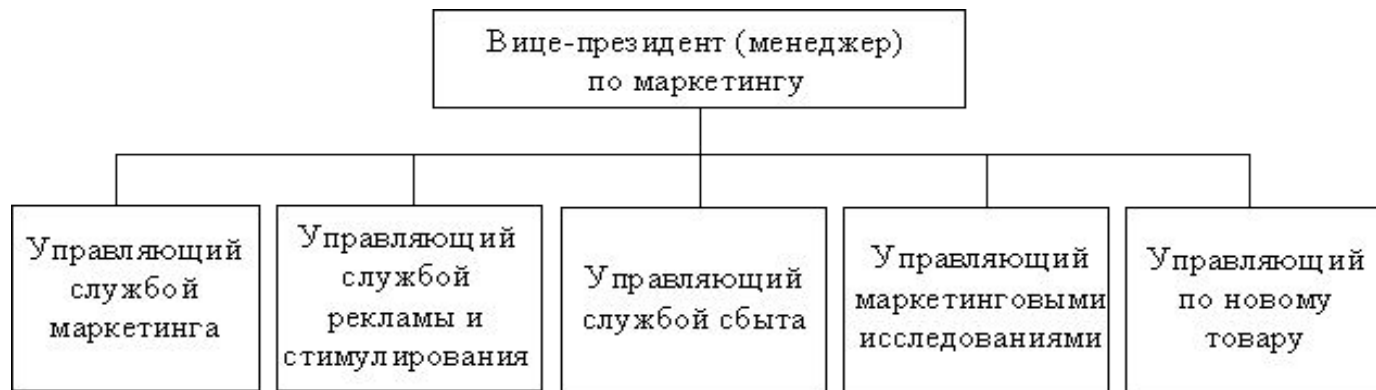 Вице-президент (менеджер)
по маркетингу
Управляющий
службой
маркетинга
Управляющий
службой
рекламы и
стимулирования
Управляющий
службой сбыта
Управляющий
маркетинговыми
исследованиями
Управляющий
по новому
товару